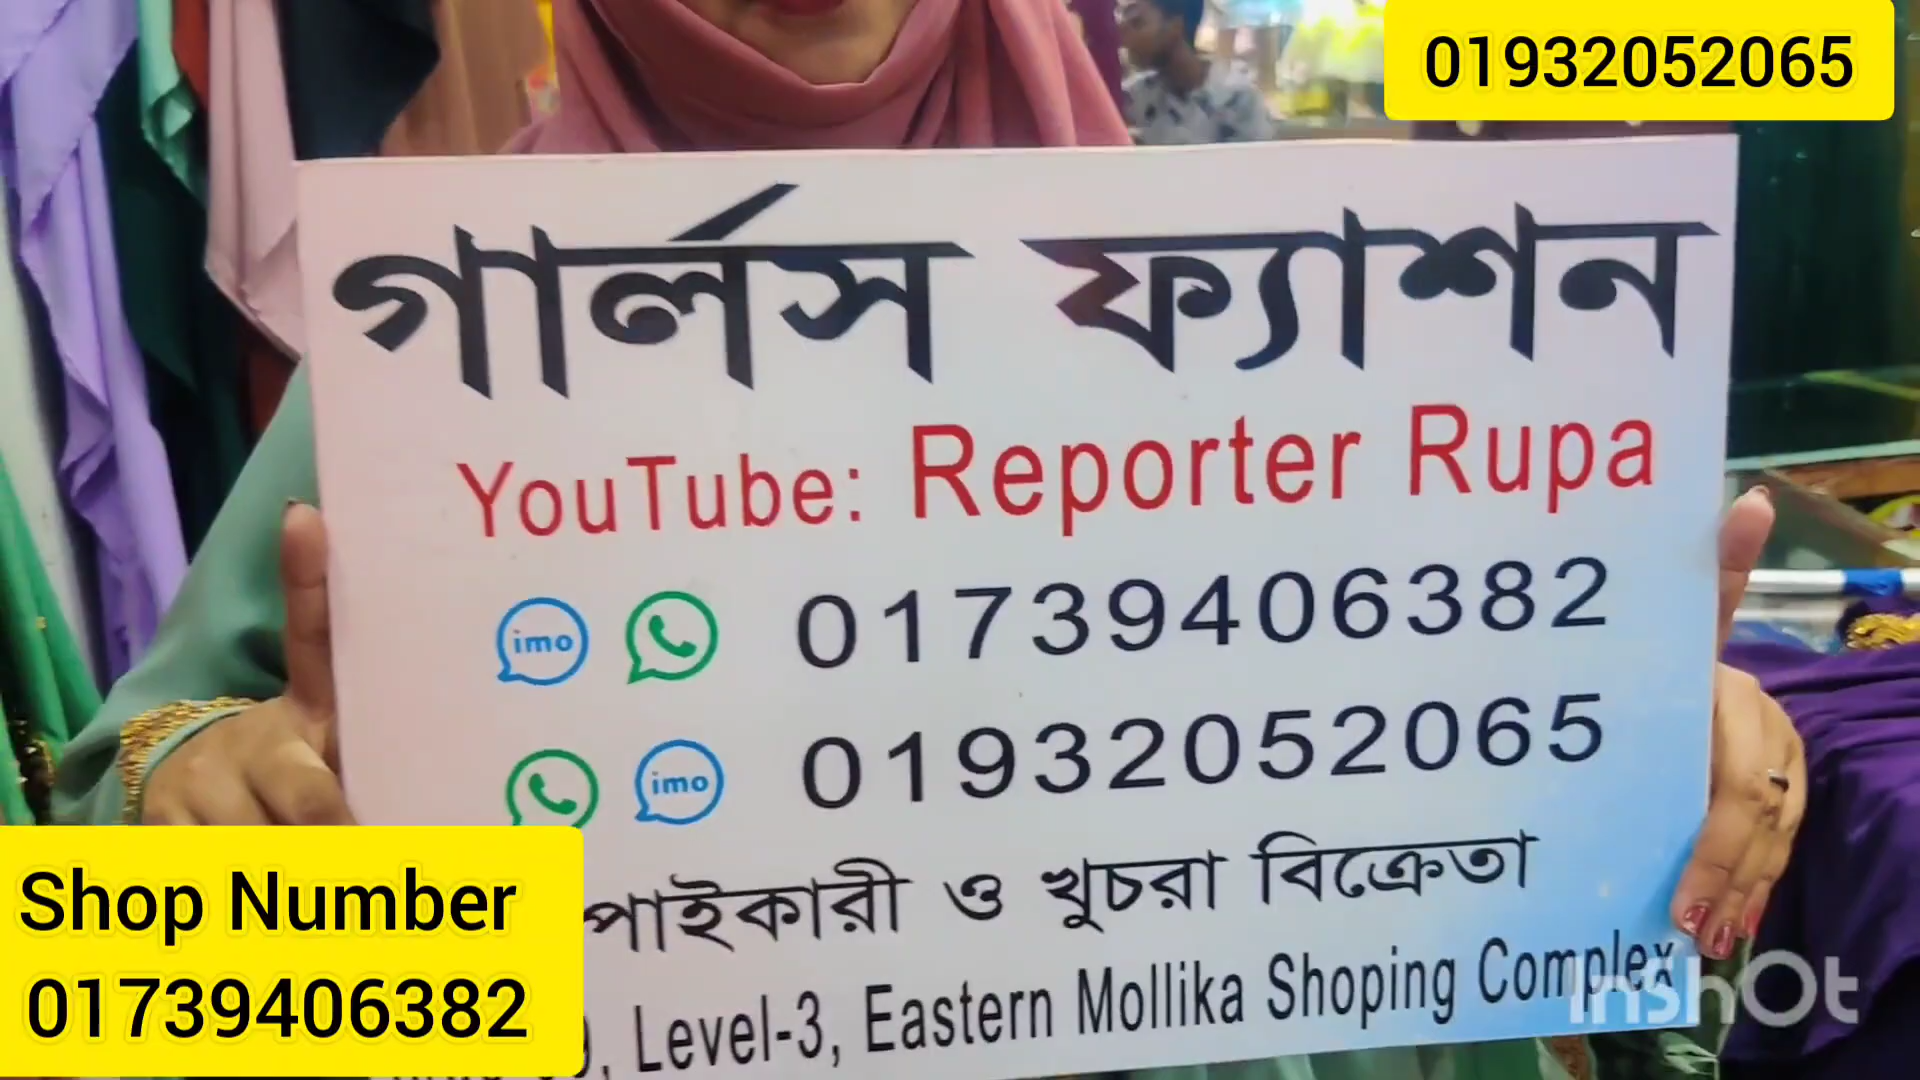 01932052065
গার্লস ফ্যাশন
YouTube: Reporter Rupa
imo 01739406382
imo 01932052065
পাইকারী ও খুচরা বিক্রেতা
Level-3, Eastern Mollika Shoping Complex
Shop Number
01739406382
InShOt